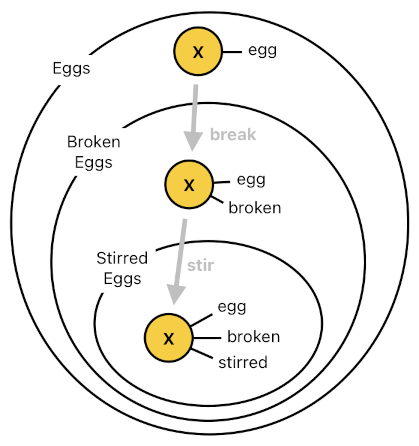 X
egg
Eggs
break
Broken
Eggs
X
egg
broken
Stirred
Eggs
stir
X
egg
broken
stirred